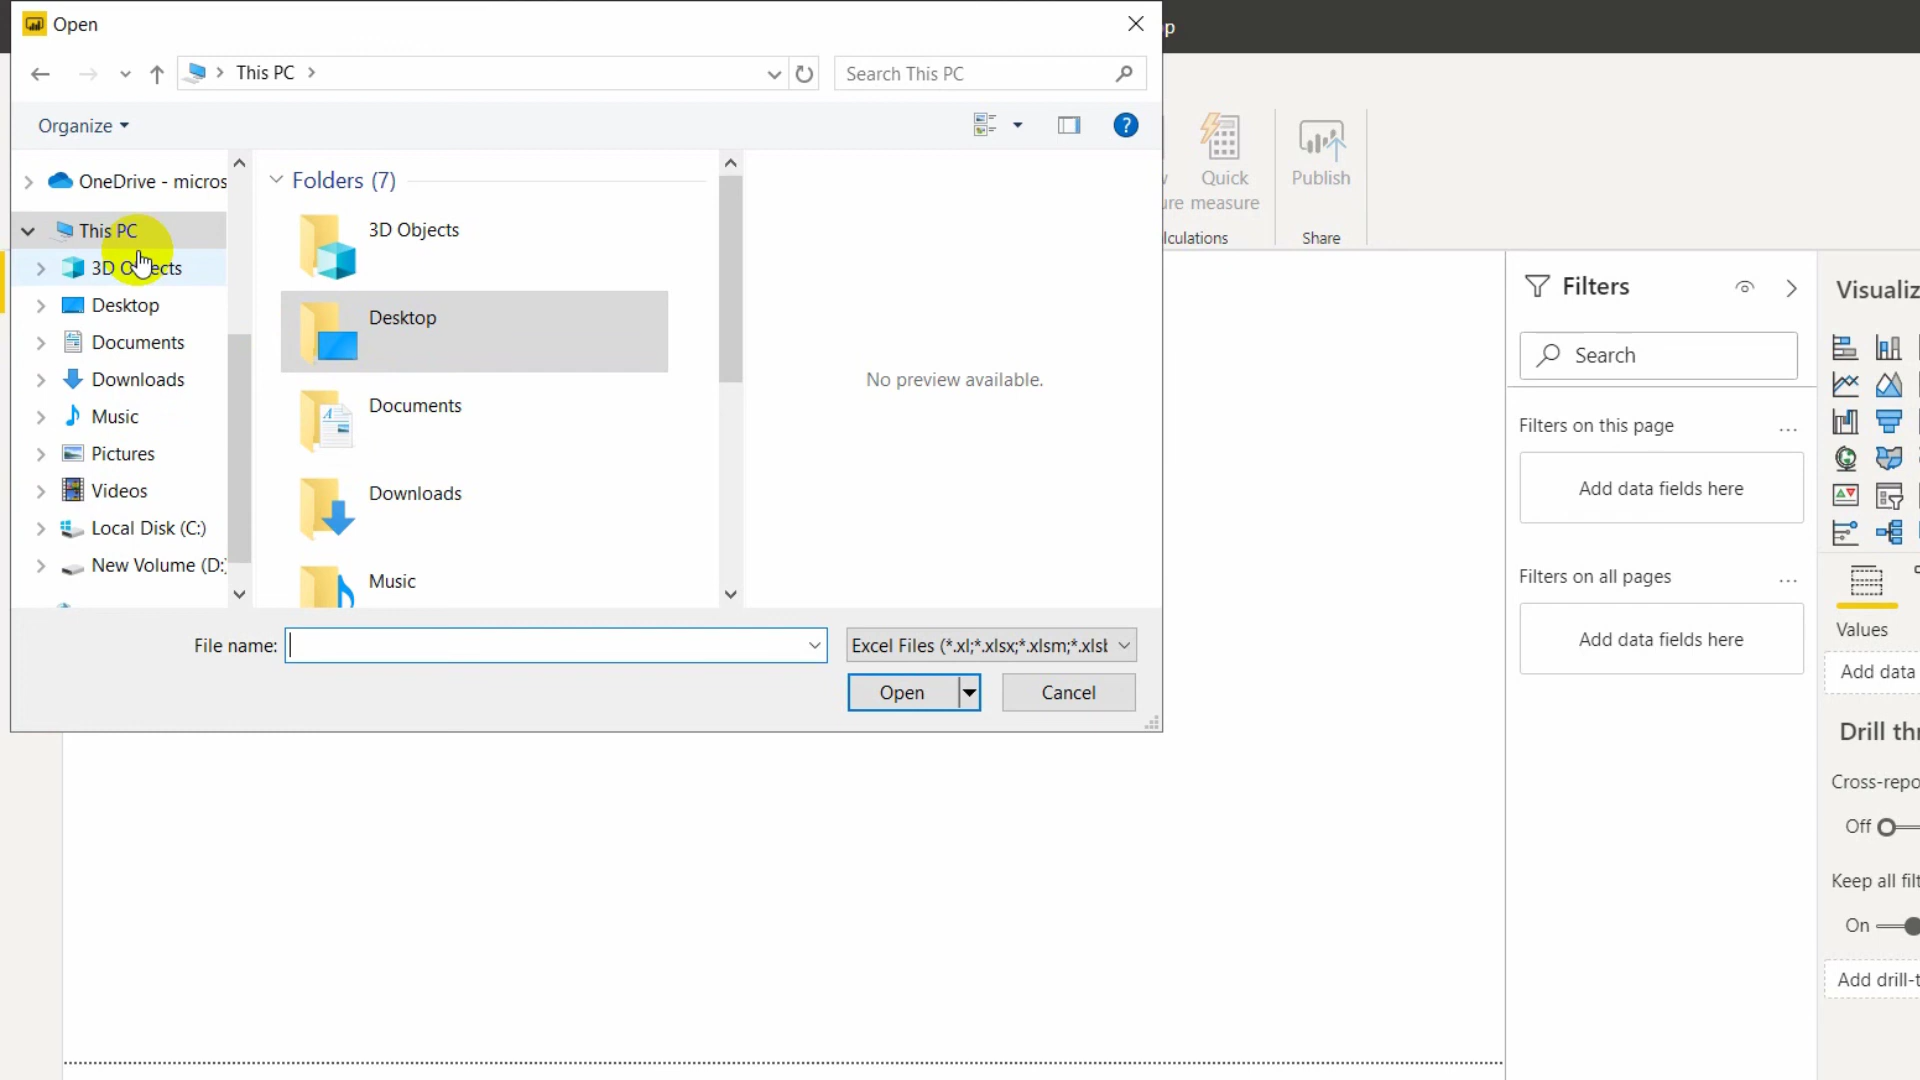 Open
p
This PC
Search This PC
Organize
?
OneDrive - micros
This PC
3D Objects
Desktop
Documents
Downloads
Music
Pictures
Videos
Local Disk (C:)
New Volume (D:
Folders (7)
3D Objects
Desktop
Documents
Downloads
Music
No preview available.
File name:
Excel Files (*.xl;*.xlsx;*.xlsm;*.xlsb
Open
Cancel
Quick
ure measure
lculations
Publish
Share
Filters
Search
Filters on this page
...
Add data fields here
Filters on all pages
...
Add data fields here
Visualiz
Values
Add data
Drill thr
Cross-repo
Off
Keep all filt
On
Add drill-t